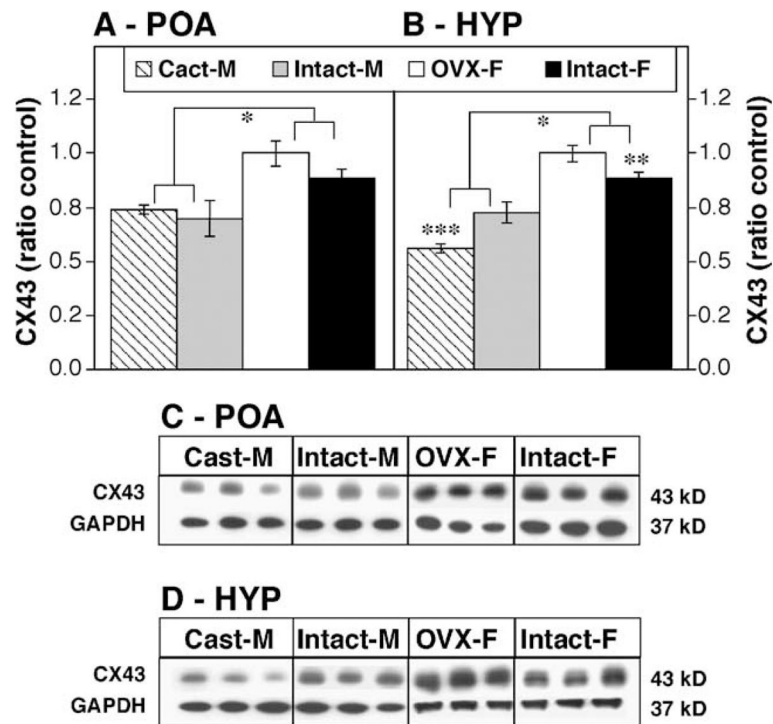 A - POA B - HYP
Cact-M Intact-M OVX-F Intact-F
CX43 (ratio control)
1.2
1.0
0.8
0.5
0.2
0.0
*
*
**
***
1.2
1.0
0.8
0.5
0.2
0.0
CX43 (ratio control)
C - POA
Cast-M Intact-M OVX-F Intact-F
CX43 43 kD
GAPDH 37 kD
D - HYP
Cast-M Intact-M OVX-F Intact-F
CX43 43 kD
GAPDH 37 kD